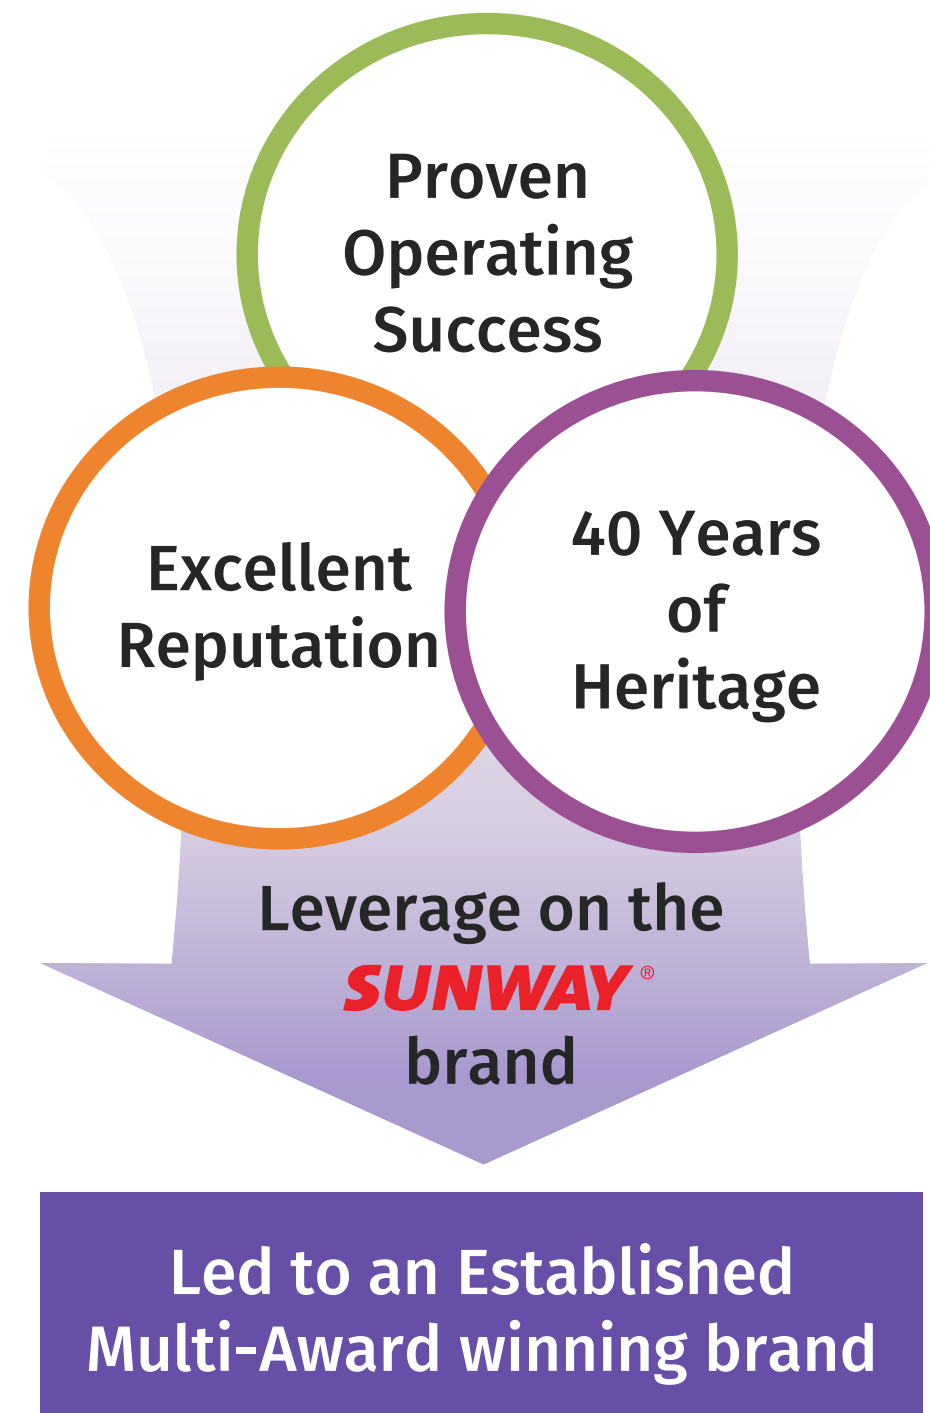 Proven
Operating
Success
Excellent
Reputation
40 Years
of
Heritage
Leverage on the
SUNWAY®
brand
Led to an Established
Multi-Award winning brand